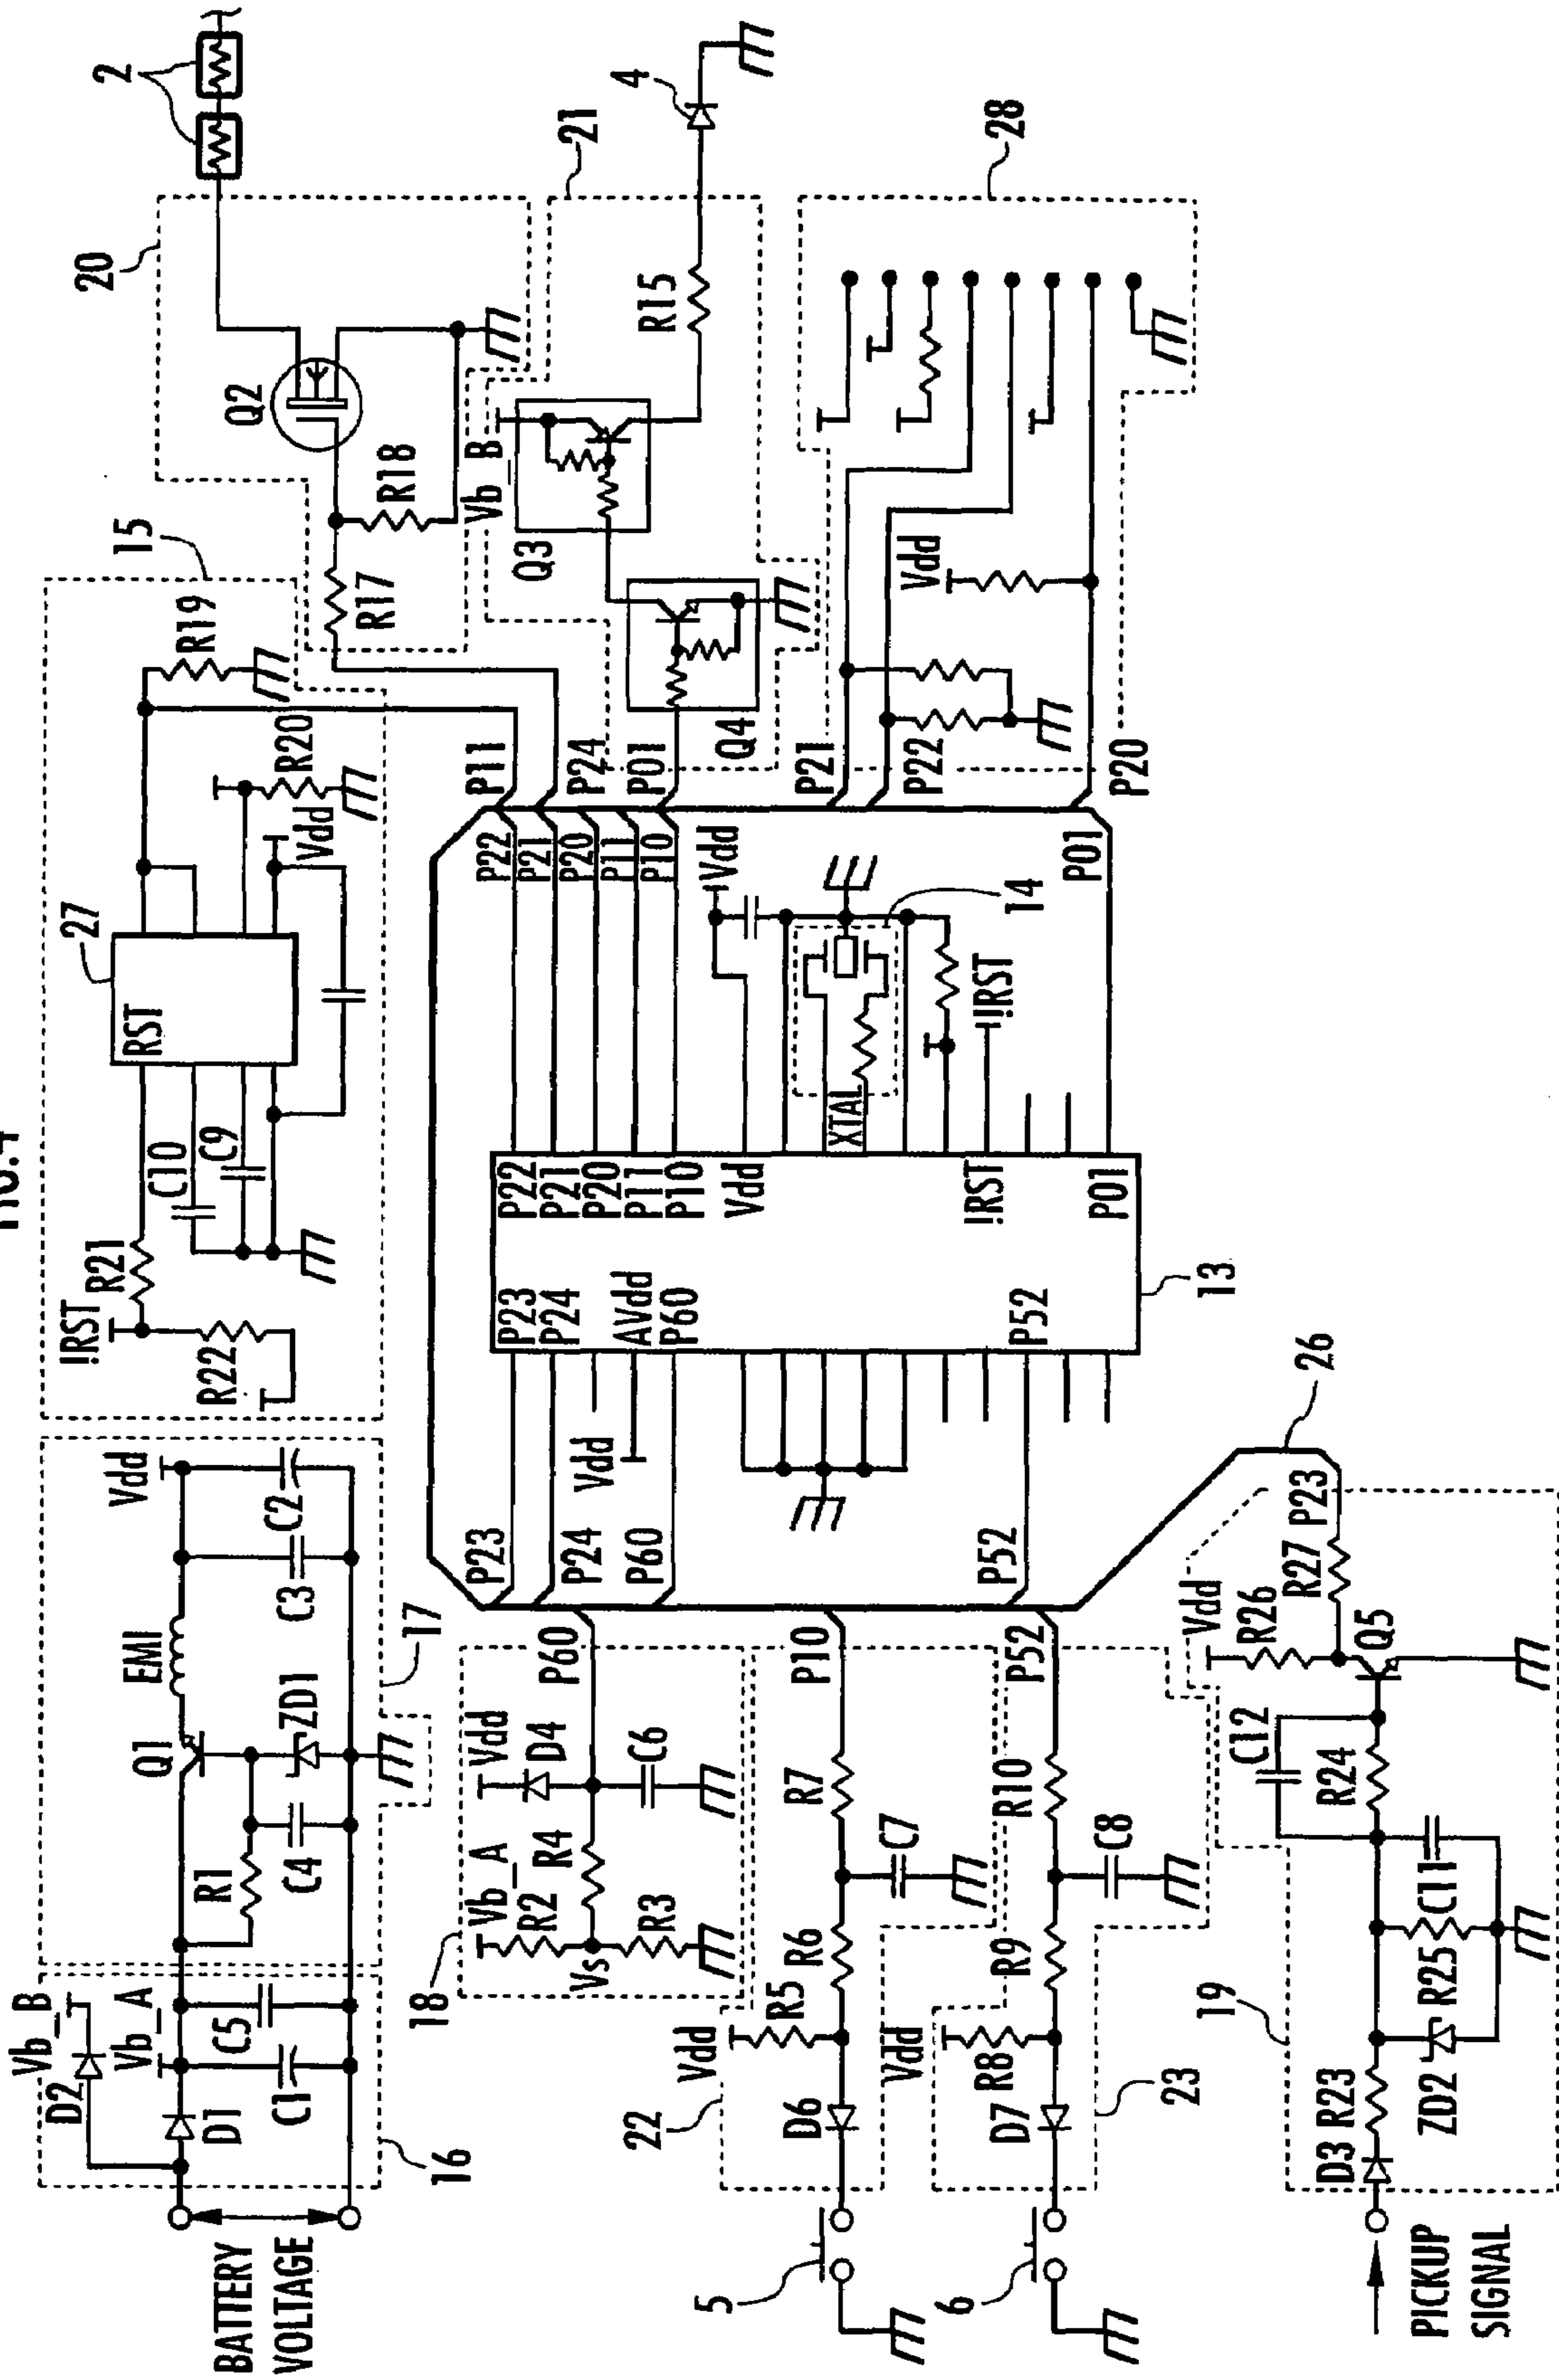 FIG.4
BATTERY
VOLTAGE
Vb_B
D2
Vb_A
D1
C1
C5
16
R1
C4
Q1
ZD1
EMI
C3
C2
Vdd
17
!RST
R22
R21
C10
C9
RST
27
Vdd
R20
R19
15
18
Vb_A
R2
Vs
R3
R4
Vdd
D4
C6
P60
P23
P24
P60
P52
Vdd
P23
P24
AVdd
P60
P52
P22
P21
P20
P11
P10
Vdd
!RST
P01
13
XTAL
14
Vdd
!RST
P22
P21
P20
P11
P10
P01
P11
P24
P01
P21
P22
P20
R17
R18
Q2
20
2
Q4
Q3
Vb_B
R15
21
4
Vdd
28
5
22
Vdd
R5
D6
R6
R7
C7
P10
6
23
Vdd
R8
D7
R9
R10
C8
P52
26
PICKUP
SIGNAL
19
D3
R23
ZD2
R25
C11
R24
C12
Q5
Vdd
R26
R27
P23